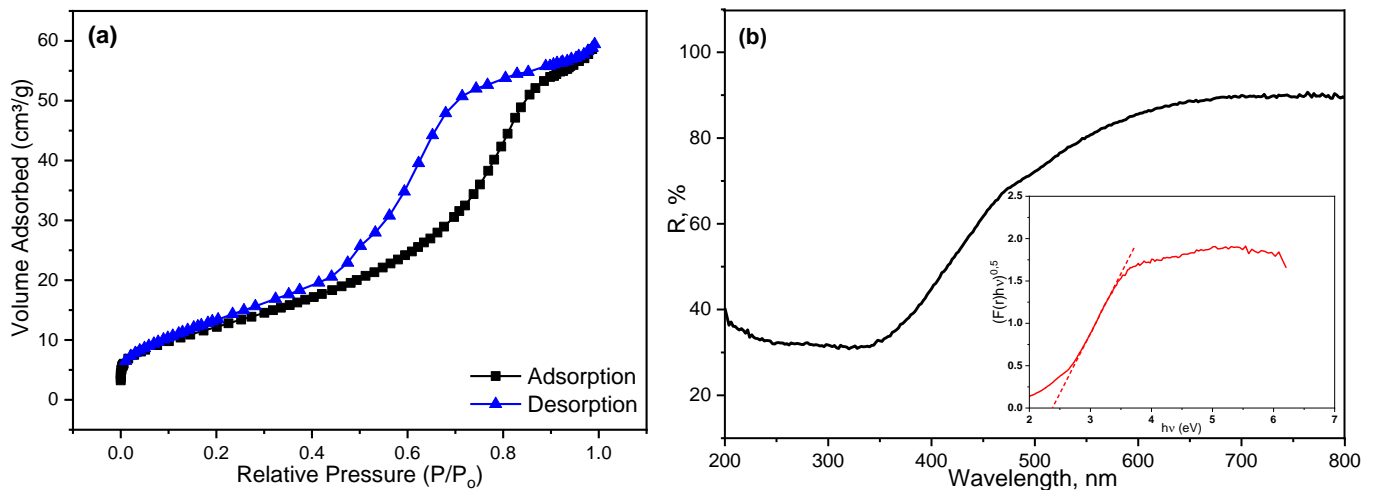 (a)
60
50
40
30
20
10
0
Volume Adsorbed (cm³/g)
Adsorption
Desorption
0.0 0.2 0.4 0.6 0.8 1.0
Relative Pressure (P/Pₒ)
(b)
100
80
60
40
20
R, %
200 300 400 500 600 700 800
Wavelength, nm
2.5
2.0
1.5
1.0
0.5
0.0
(F(r)hν)⁰·⁵
2 3 4 5 6 7
hν (eV)